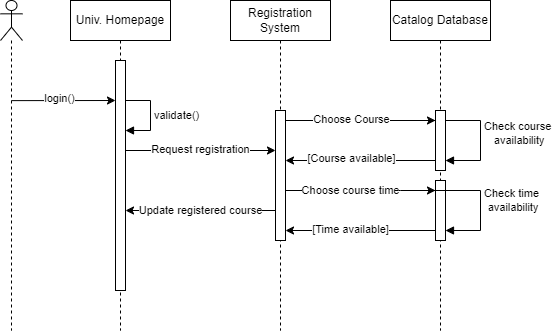 Univ. Homepage
Registration
System
Catalog Database
login()
validate()
Choose Course
Check course
availability
Request registration
[Course available]
Choose course time
Check time
availability
Update registered course
[Time available]